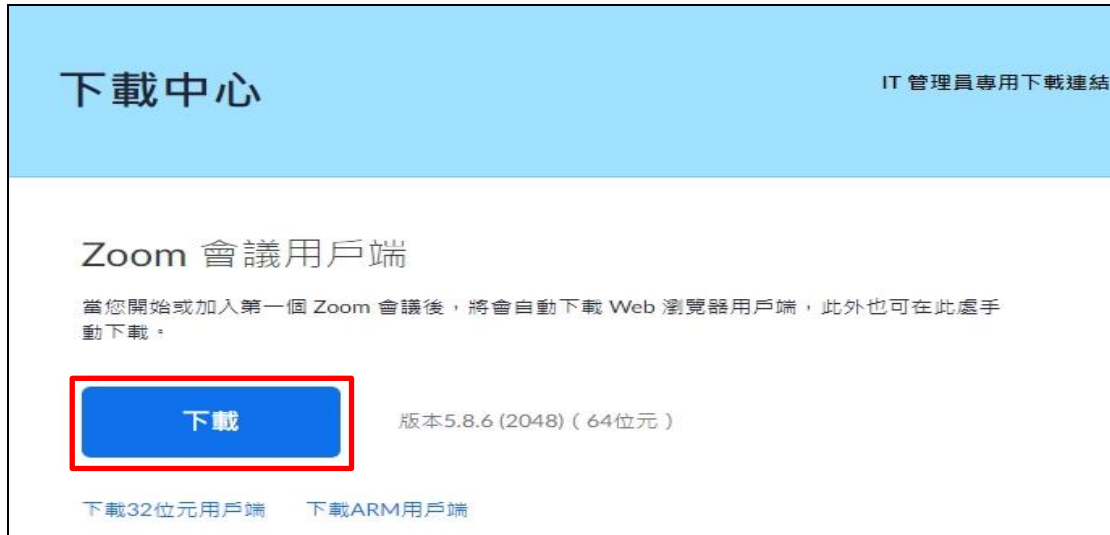 下載中心
IT 管理員專用下載連結
Zoom 會議用戶端
當您開始或加入第一個 Zoom 會議後,將會自動下載 Web 瀏覽器用戶端,此外也可在此處手
動下載。
下載
版本5.8.6 (2048) ( 64位元 )
下載32位元用戶端
下載ARM用戶端